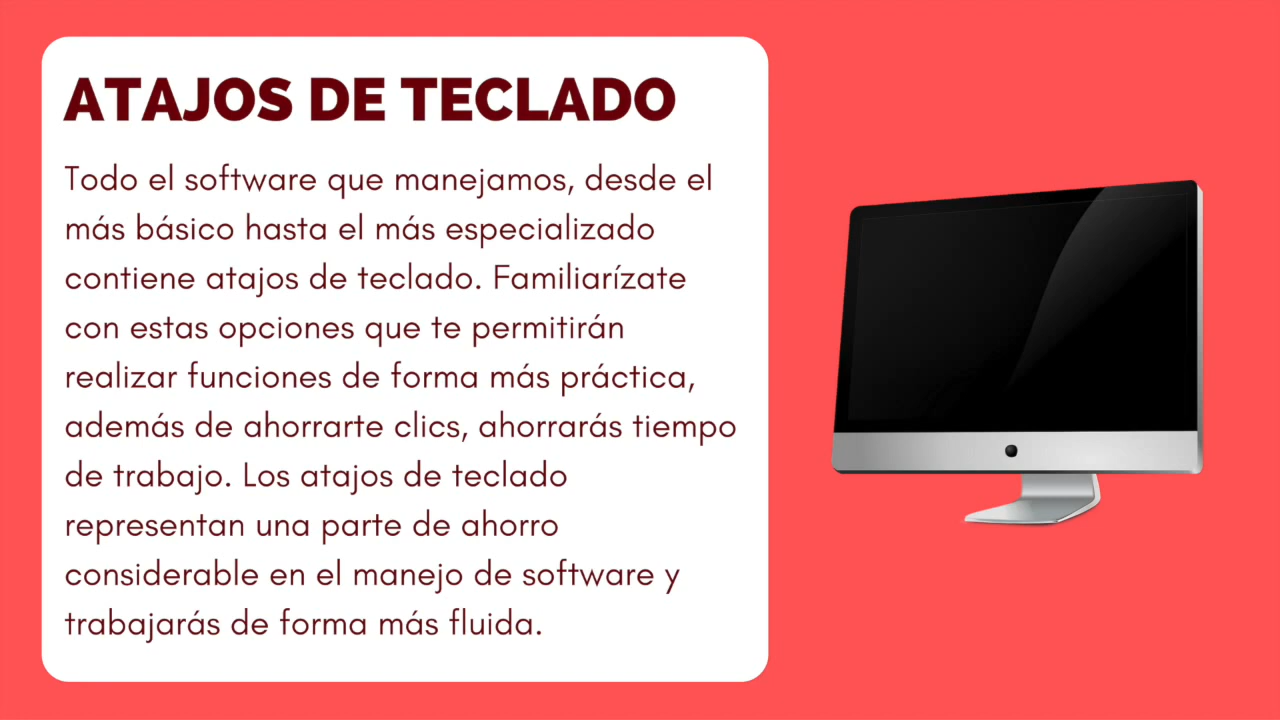 ATAJOS DE TECLADO
Todo el software que manejamos, desde el
más básico hasta el más especializado
contiene atajos de teclado. Familiarízate
con estas opciones que te permitirán
realizar funciones de forma más práctica,
además de ahorrarte clics, ahorrarás tiempo
de trabajo. Los atajos de teclado
representan una parte de ahorro
considerable en el manejo de software y
trabajarás de forma más fluida.